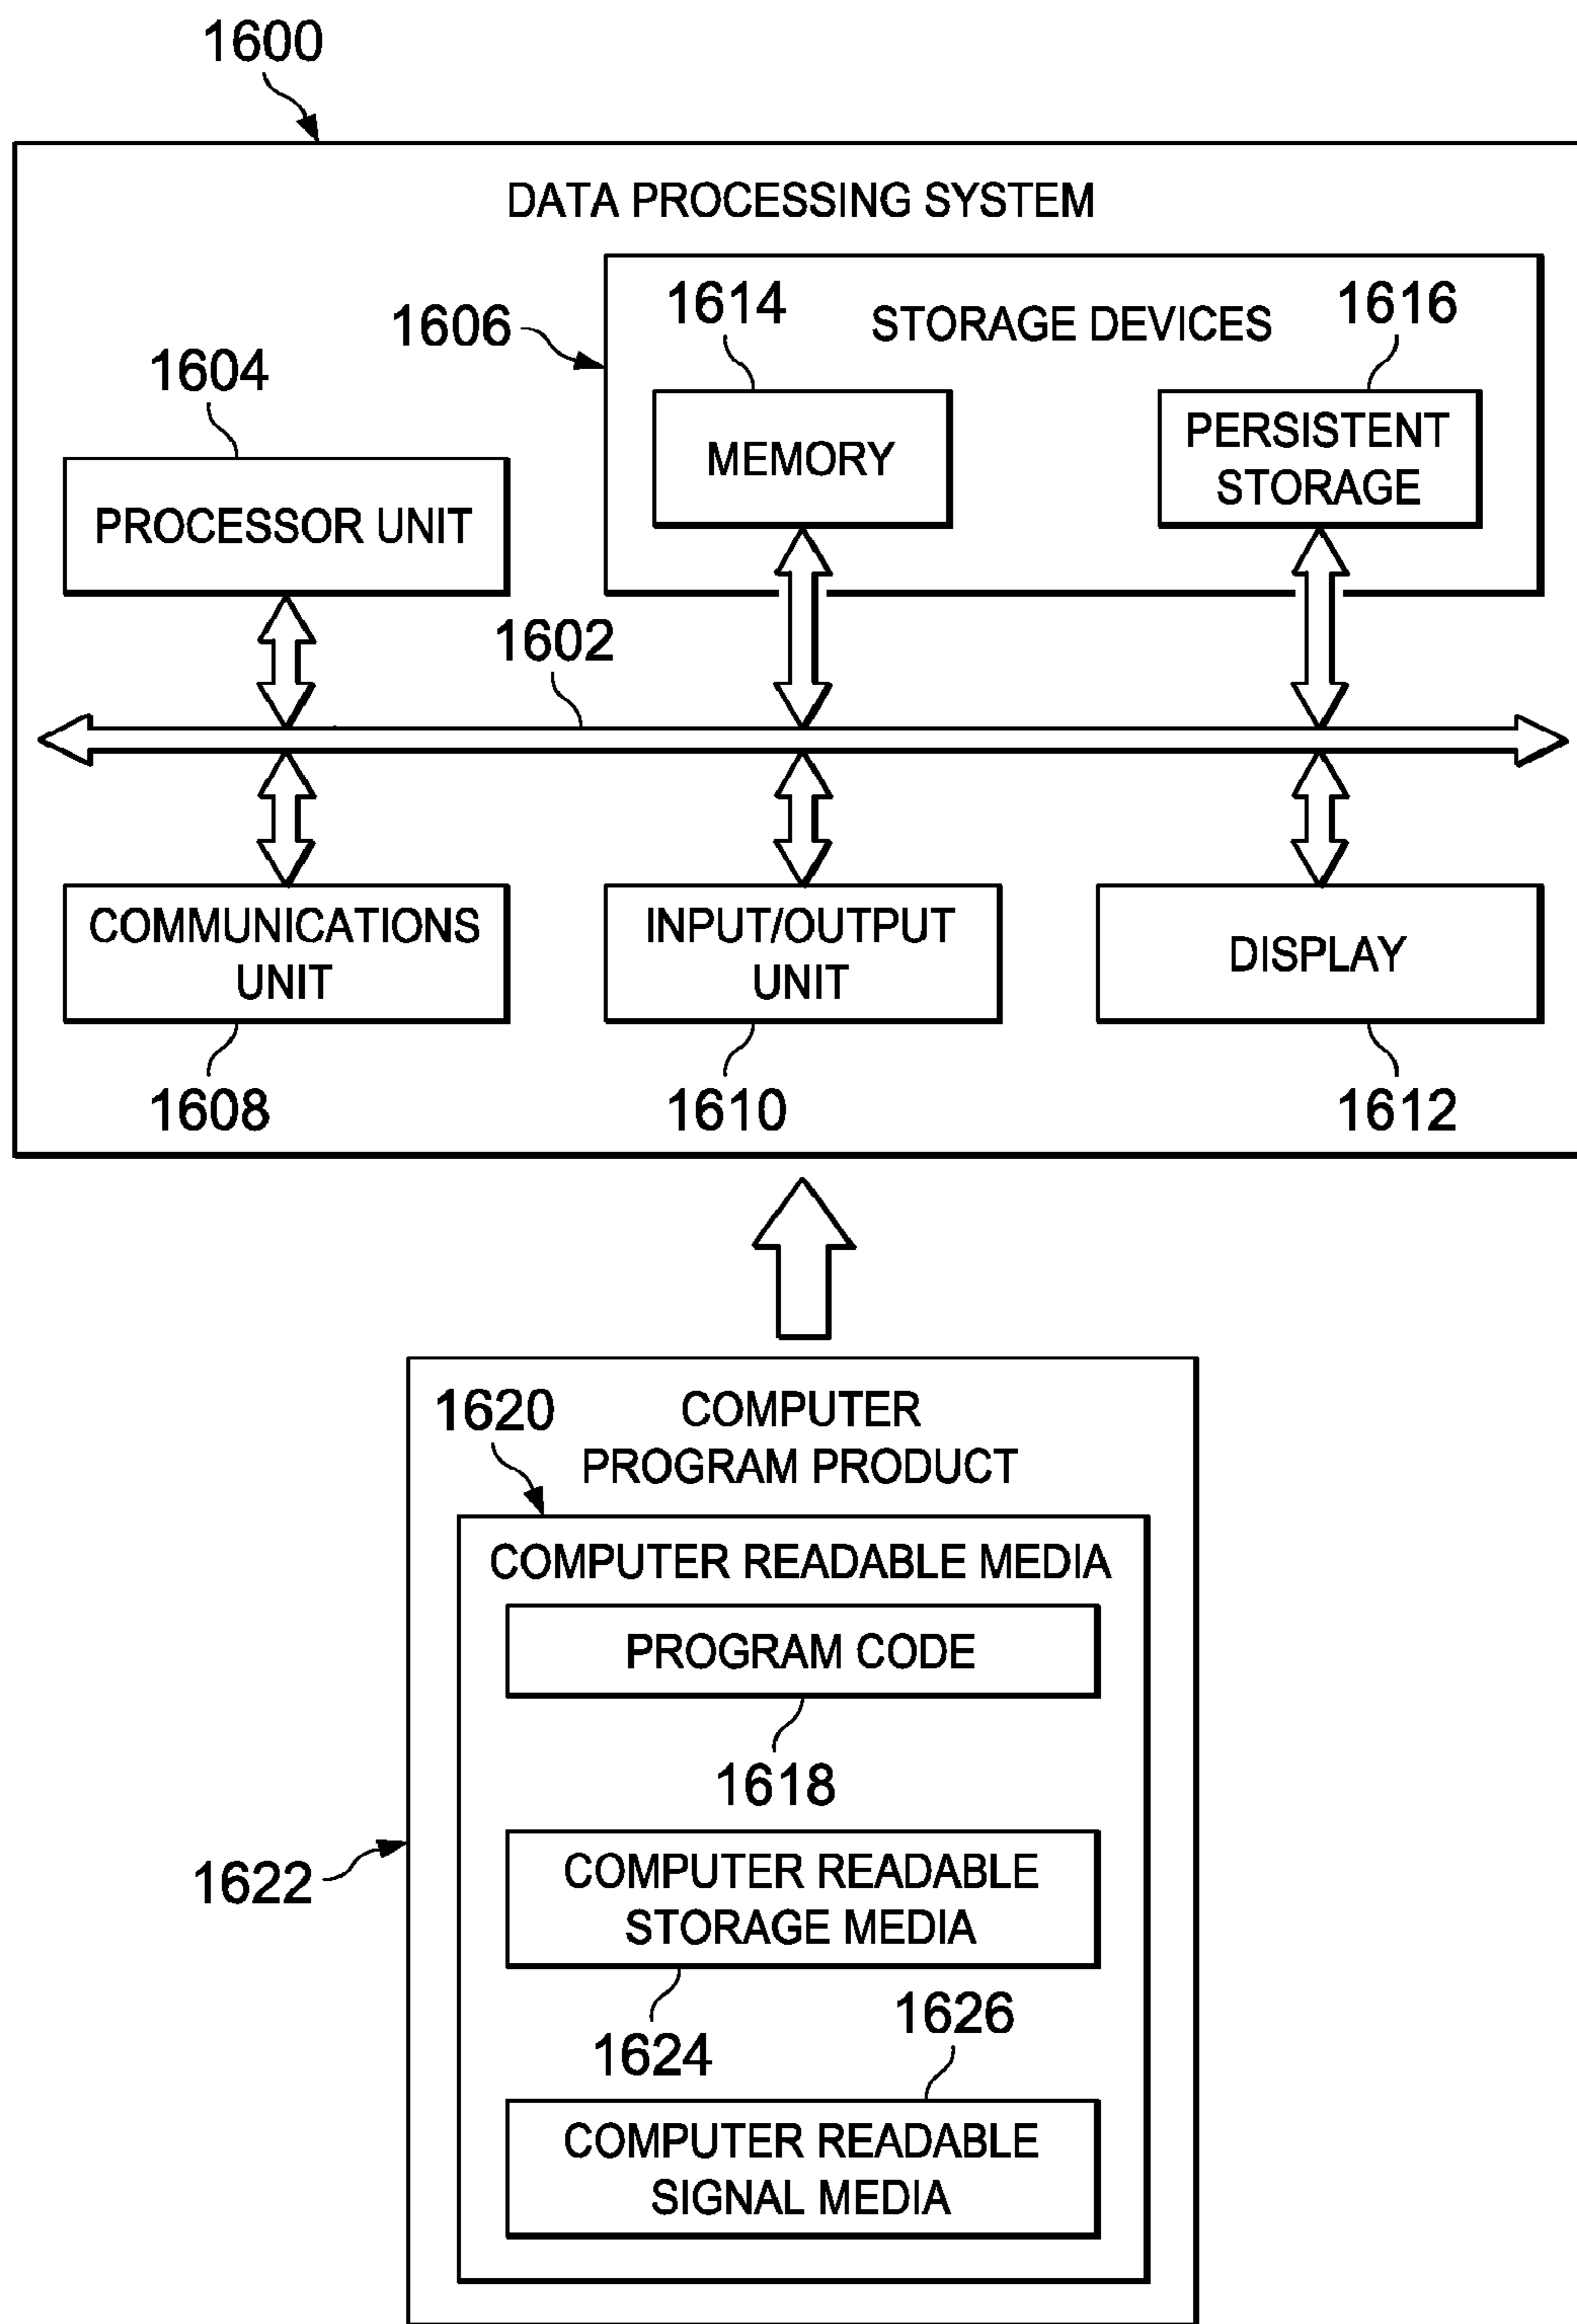 1600
DATA PROCESSING SYSTEM
1606
1614
STORAGE DEVICES
1616
1604
MEMORY
PERSISTENT
STORAGE
PROCESSOR UNIT
1602
COMMUNICATIONS
UNIT
INPUT/OUTPUT
UNIT
DISPLAY
1608
1610
1612
1620
COMPUTER
PROGRAM PRODUCT
COMPUTER READABLE MEDIA
PROGRAM CODE
1618
1622
COMPUTER READABLE
STORAGE MEDIA
1624
1626
COMPUTER READABLE
SIGNAL MEDIA